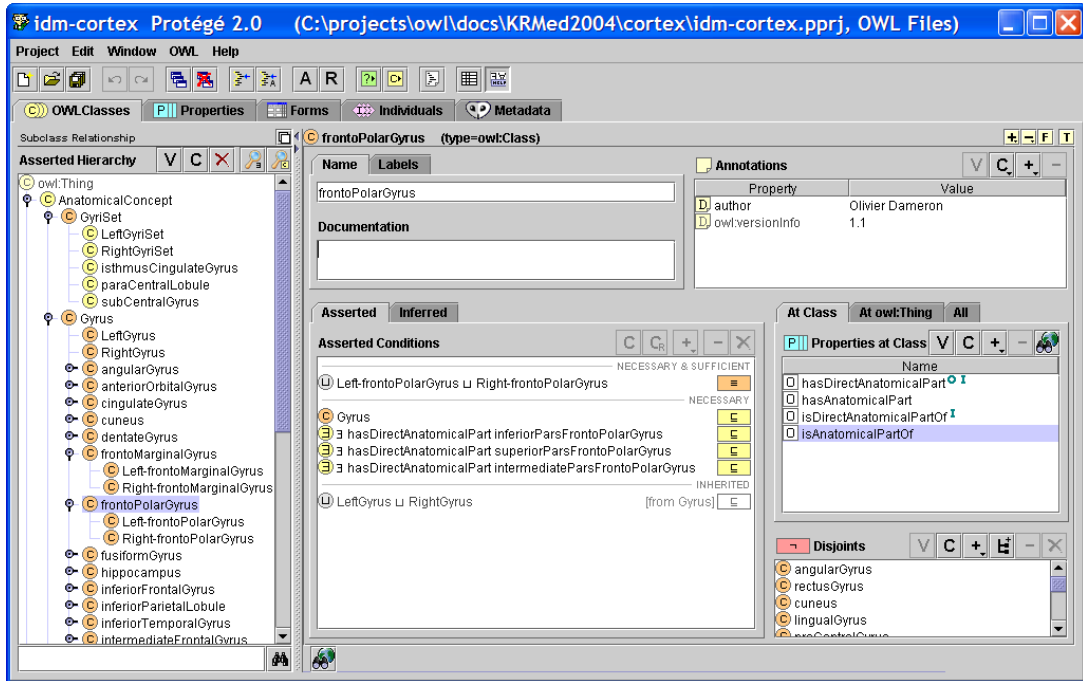 idm-cortex Protégé 2.0 (C:\projects\owl\docs\KRMed2004\cortex\idm-cortex.pprj, OWL Files)
Project Edit Window OWL Help
A R
OWLClasses Properties Forms Individuals Metadata
Subclass Relationship
Asserted Hierarchy V C
owl:Thing
AnatomicalConcept
GyriSet
LeftGyriSet
RightGyriSet
isthmusCingulateGyrus
paraCentralLobule
subCentralGyrus
Gyrus
LeftGyrus
RightGyrus
angularGyrus
anteriorOrbitalGyrus
cingulateGyrus
cuneus
dentateGyrus
frontoMarginalGyrus
Left-frontoMarginalGyrus
Right-frontoMarginalGyrus
frontoPolarGyrus
Left-frontoPolarGyrus
Right-frontoPolarGyrus
fusiformGyrus
hippocampus
inferiorFrontalGyrus
inferiorParietalLobule
inferiorTemporalGyrus
intermediateFrontalGyrus
C frontoPolarGyrus (type=owl:Class) + - F T
Name Labels
frontoPolarGyrus
Documentation
Annotations V C +
Property Value
D author Olivier Dameron
D owl:versionInfo 1.1
Asserted Inferred
Asserted Conditions C CR + -
NECESSARY & SUFFICIENT
Left-frontoPolarGyrus ⊔ Right-frontoPolarGyrus ≡
NECESSARY
C Gyrus ⊑
∃ hasDirectAnatomicalPart inferiorParsFrontoPolarGyrus ⊑
∃ hasDirectAnatomicalPart superiorParsFrontoPolarGyrus ⊑
∃ hasDirectAnatomicalPart intermediateParsFrontoPolarGyrus ⊑
INHERITED
LeftGyrus ⊔ RightGyrus [from Gyrus] ⊑
At Class At owl:Thing All
P Properties at Class V C + -
Name
O hasDirectAnatomicalPart O I
O hasAnatomicalPart
O isDirectAnatomicalPartOf I
O isAnatomicalPartOf
¬ Disjoints V C + -
C angularGyrus
C rectusGyrus
C cuneus
C lingualGyrus